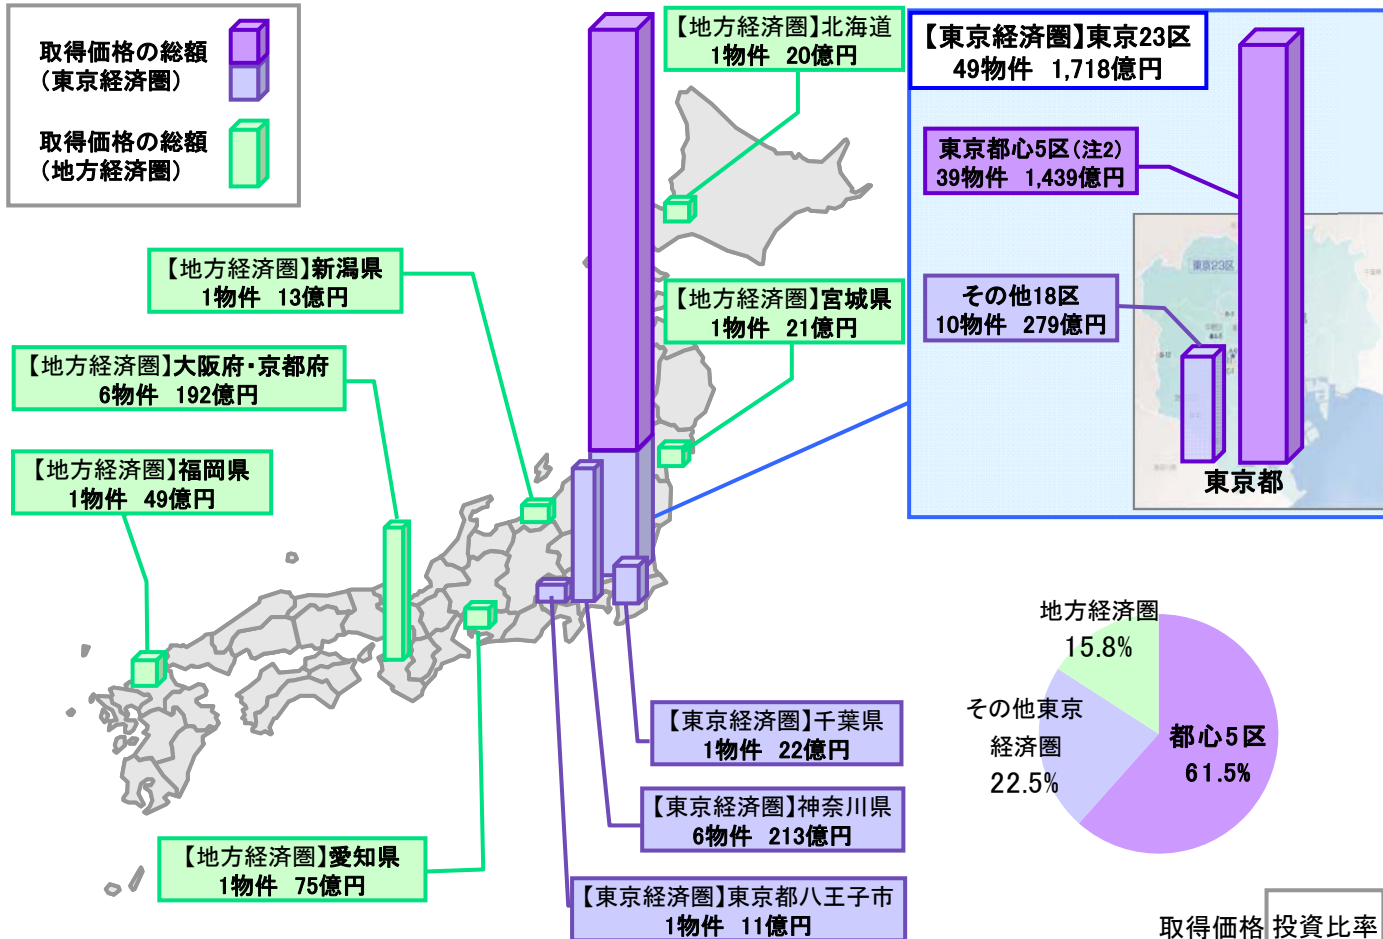 取得価格の総額
(東京経済圏)
取得価格の総額
(地方経済圏)
【地方経済圏】北海道
1物件 20億円
【東京経済圏】東京23区
49物件 1,718億円
東京都心5区(注2)
39物件 1,439億円
東京23区
その他18区
10物件 279億円
東京都
【地方経済圏】新潟県
1物件 13億円
【地方経済圏】宮城県
1物件 21億円
【地方経済圏】大阪府・京都府
6物件 192億円
【地方経済圏】福岡県
1物件 49億円
【東京経済圏】千葉県
1物件 22億円
【東京経済圏】神奈川県
6物件 213億円
【地方経済圏】愛知県
1物件 75億円
【東京経済圏】東京都八王子市
1物件 11億円
地方経済圏
15.8%
その他東京
経済圏
22.5%
都心5区
61.5%
取得価格 投資比率